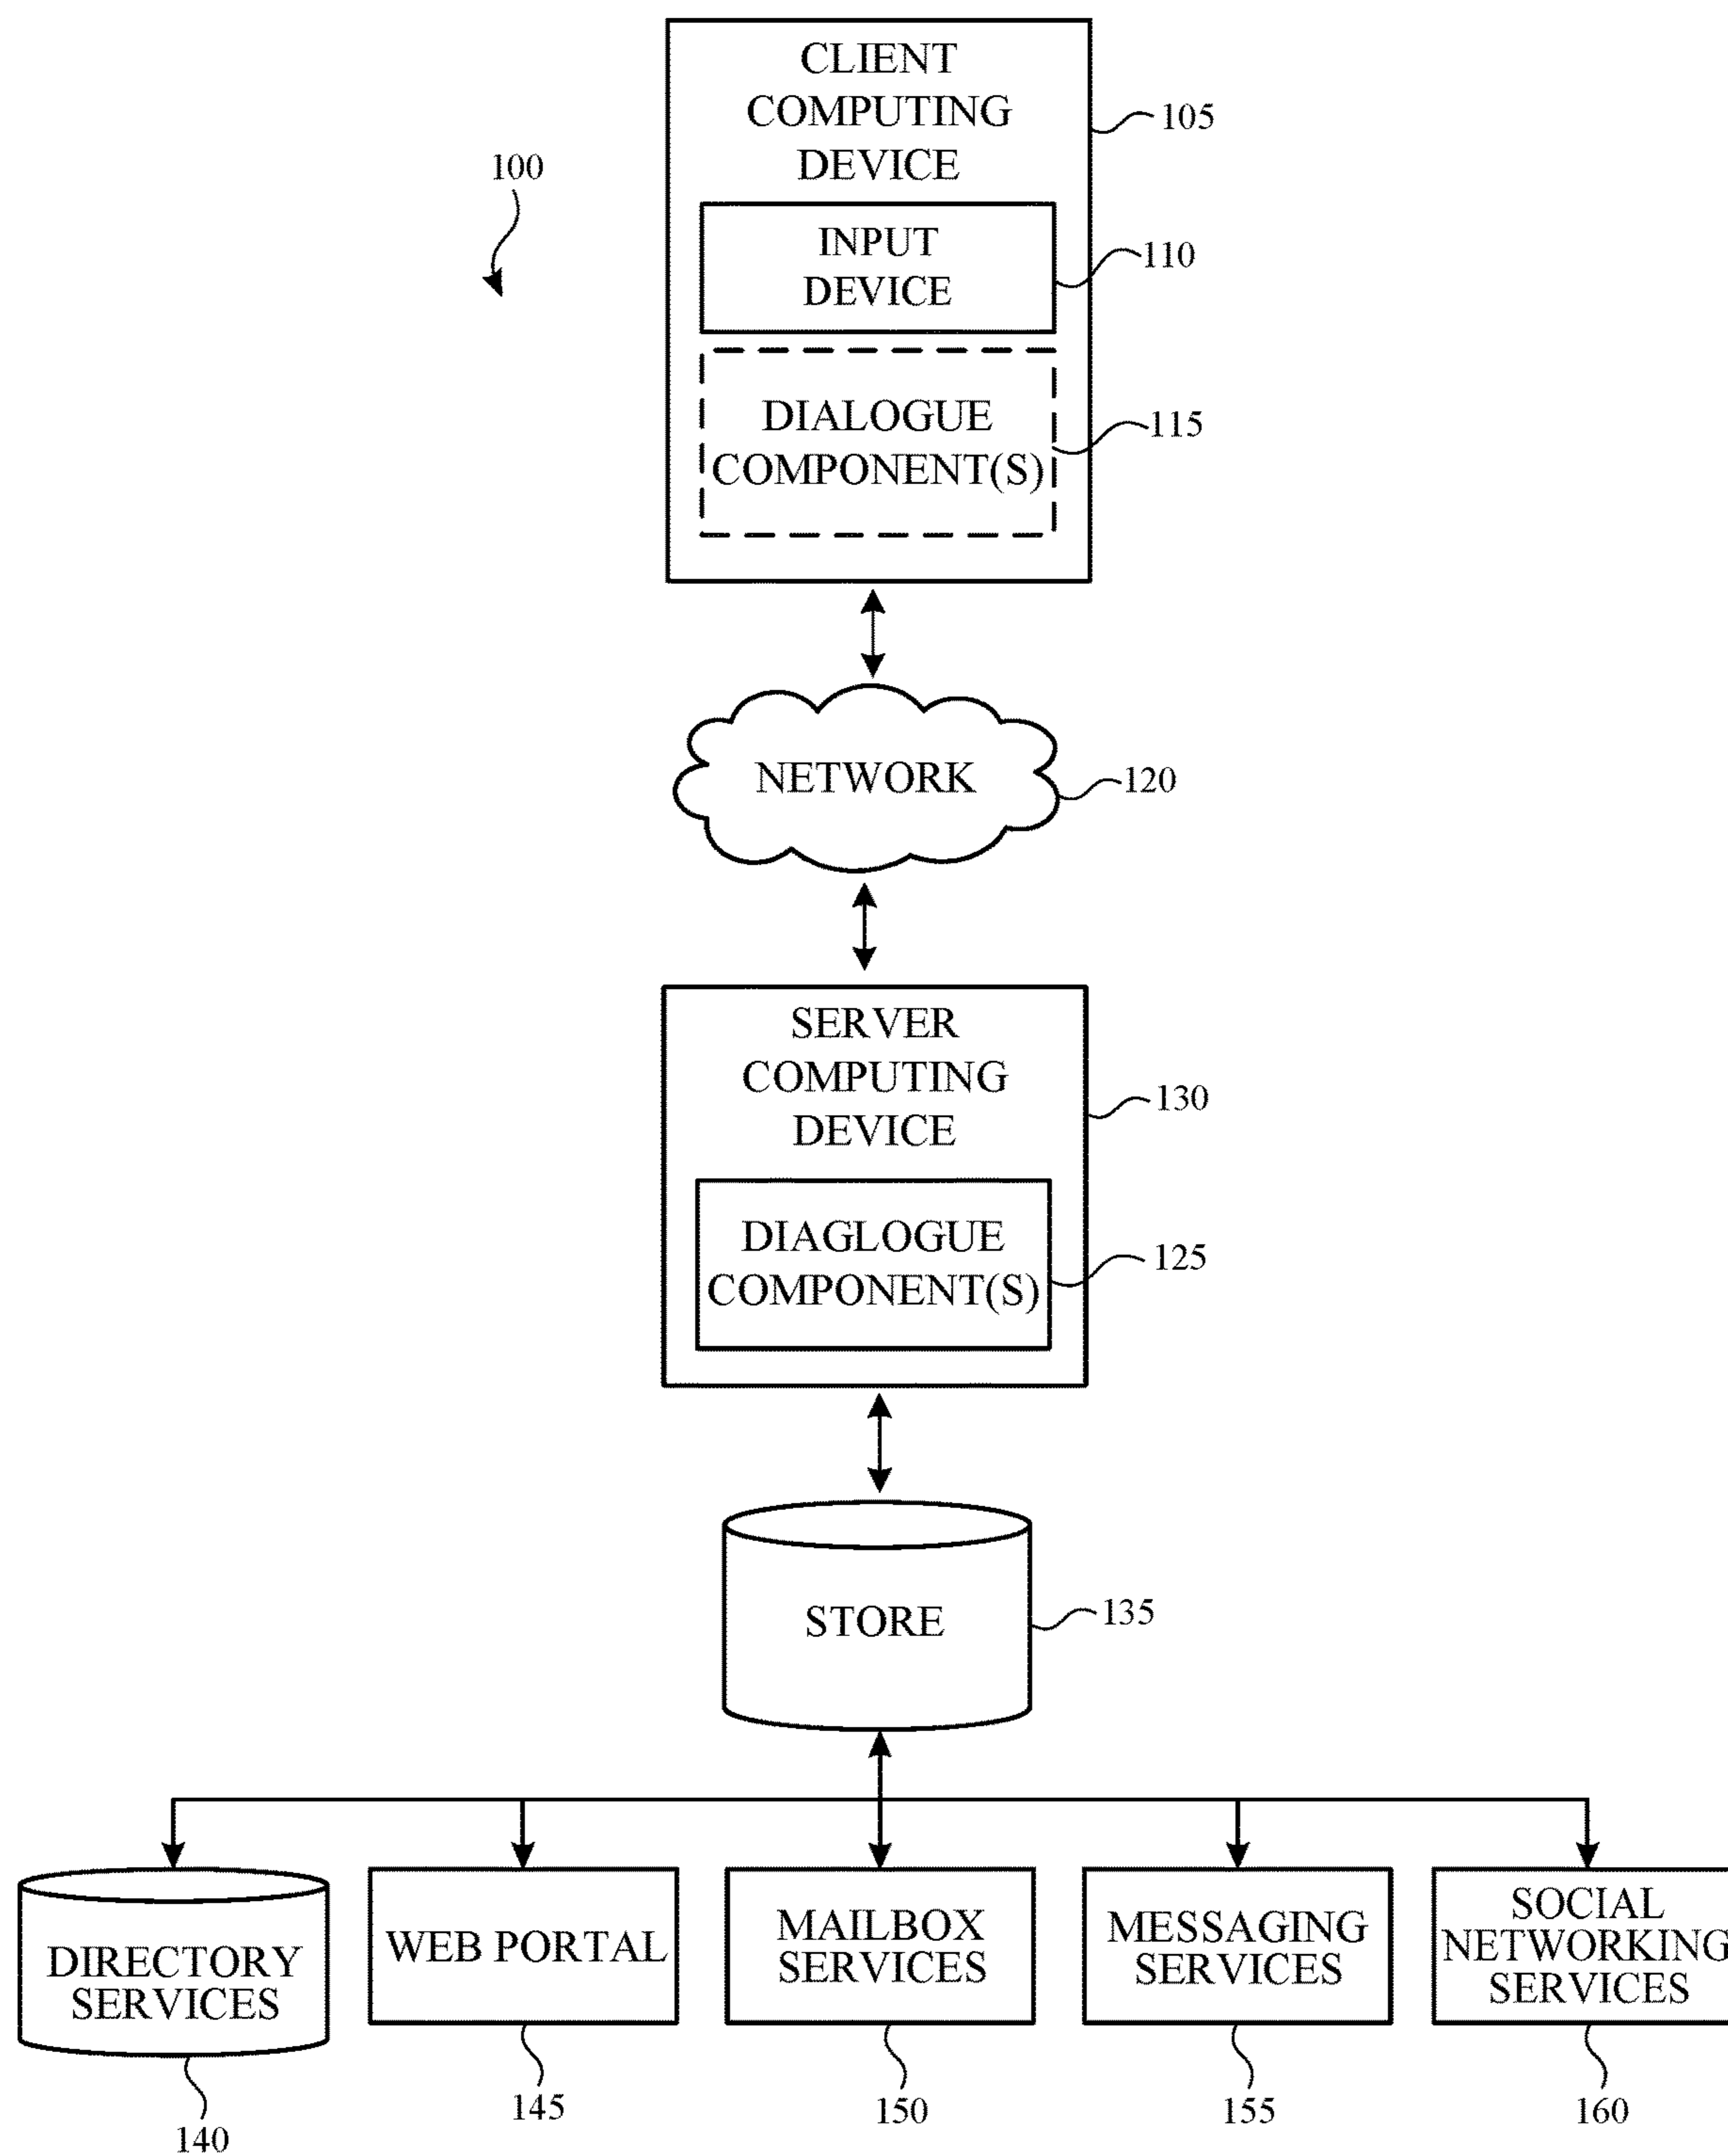 CLIENT
COMPUTING
DEVICE
105
100
INPUT
DEVICE
110
DIALOGUE
COMPONENT(S)
115
NETWORK
120
SERVER
COMPUTING
DEVICE
130
DIAGLOGUE
COMPONENT(S)
125
STORE
135
DIRECTORY
SERVICES
WEB PORTAL
MAILBOX
SERVICES
MESSAGING
SERVICES
SOCIAL
NETWORKING
SERVICES
140
145
150
155
160